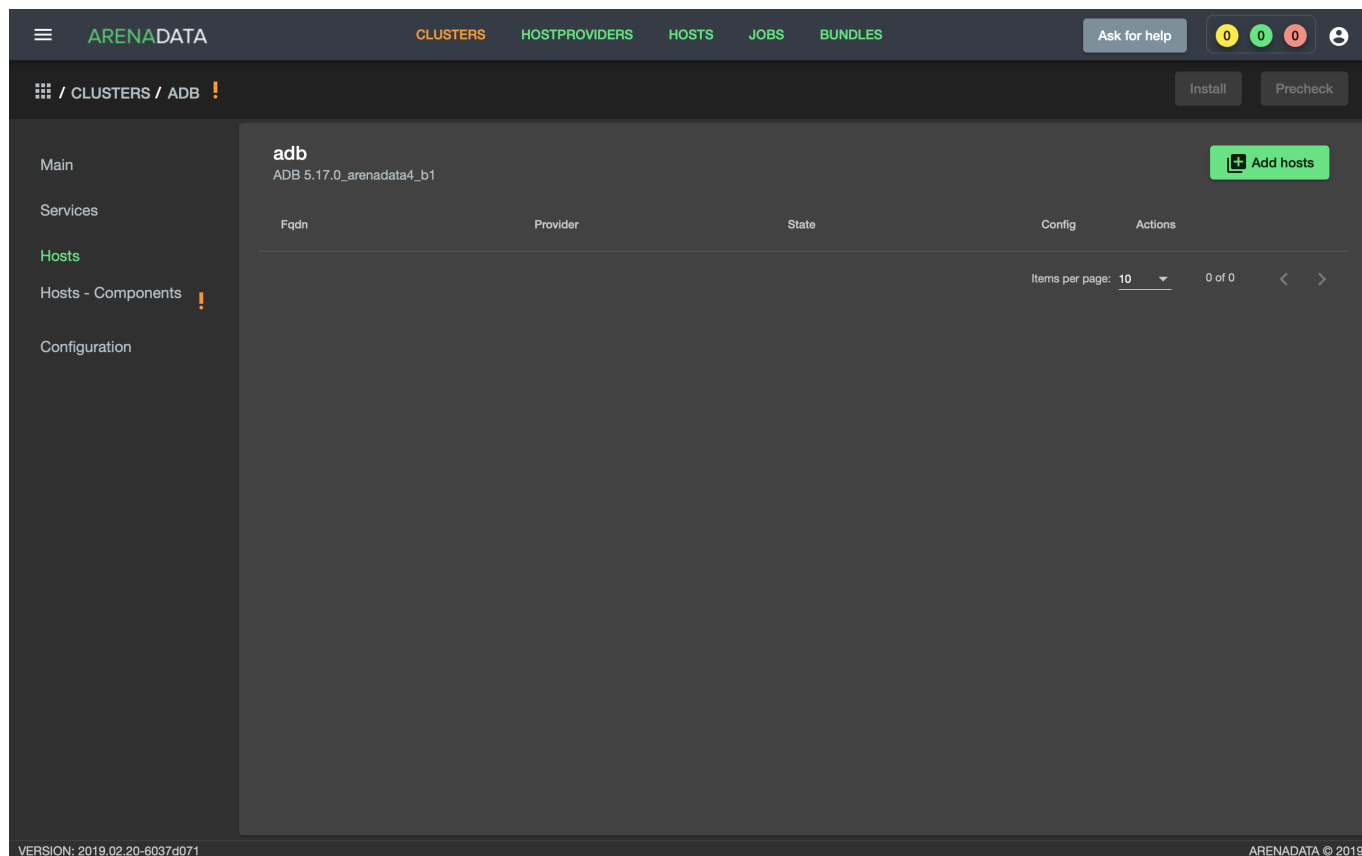 ARENADATA CLUSTERS HOSTPROVIDERS HOSTS JOBS BUNDLES Ask for help 0 0 0
/ CLUSTERS / ADB ! Install Precheck
Main
Services
Hosts
Hosts - Components !
Configuration
adb
ADB 5.17.0_arenadata4_b1
Add hosts
Fqdn Provider State Config Actions
Items per page: 10 0 of 0
VERSION: 2019.02.20-6037d071 ARENADATA © 2019